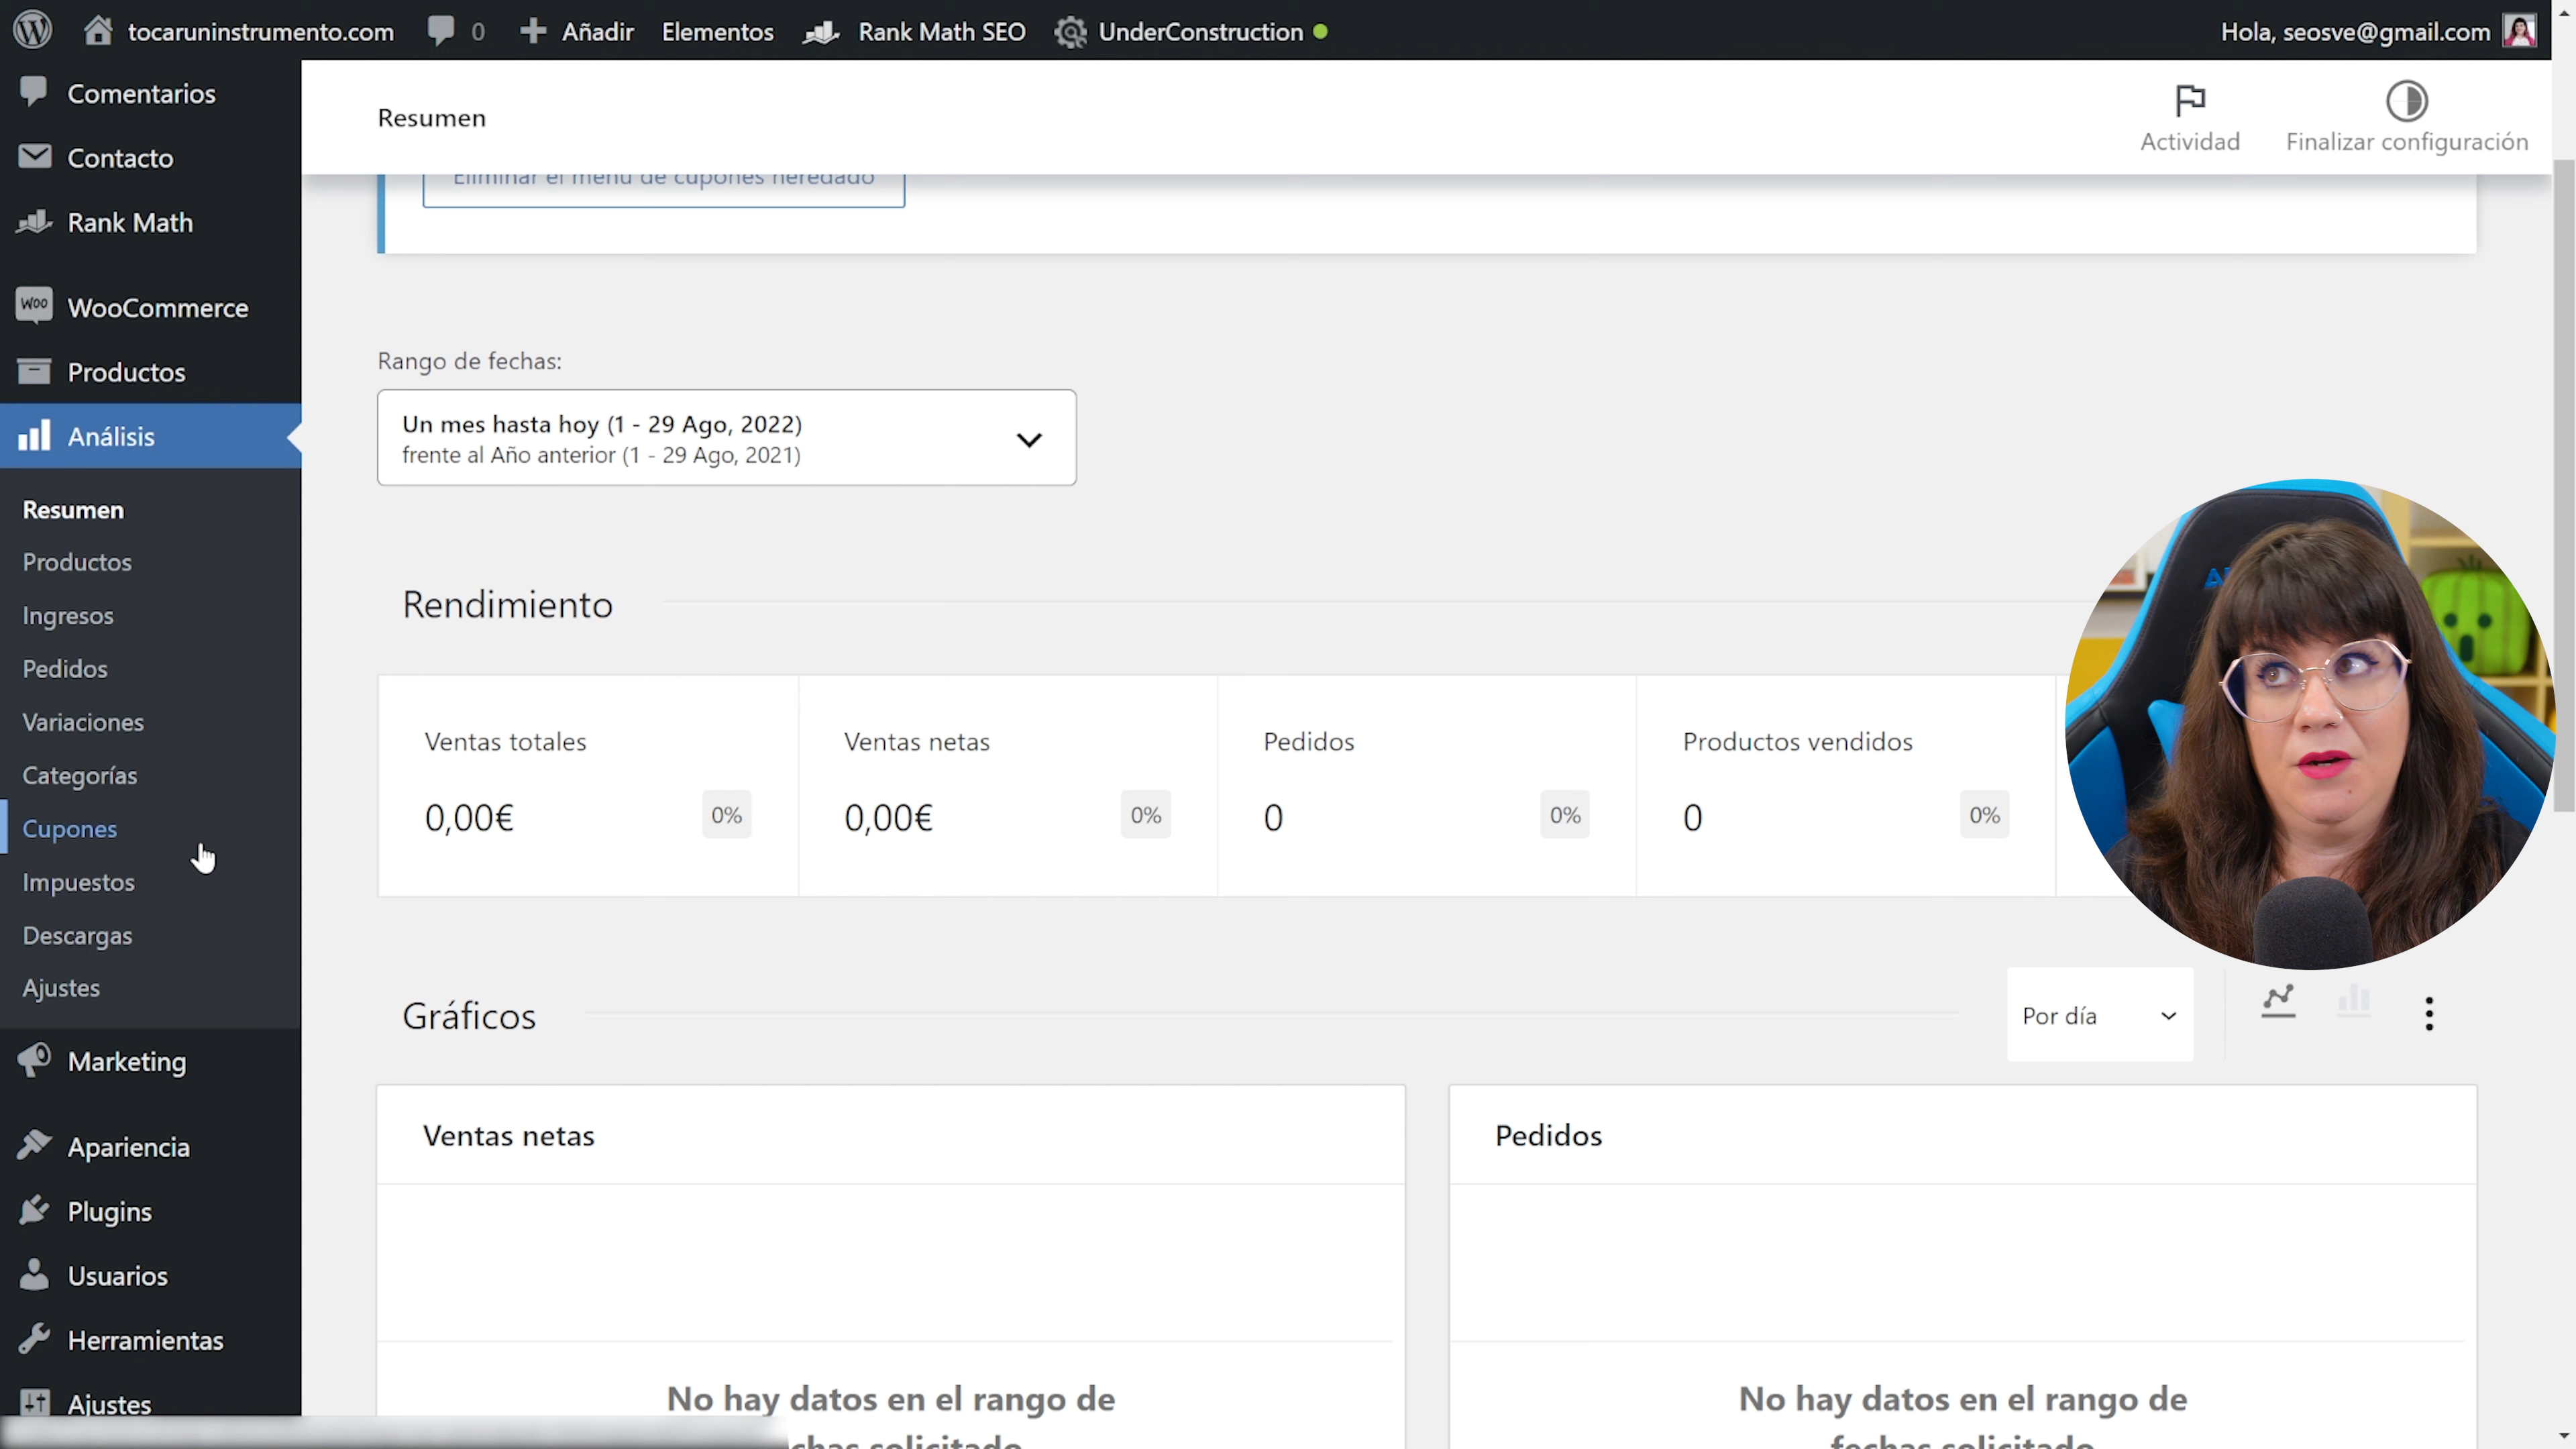 tocaruninstrumento.com
0
Añadir
Elementos
Rank Math SEO
UnderConstruction
Hola, seosve@gmail.com
Comentarios
Contacto
Rank Math
Woo
WooCommerce
Productos
Análisis
Resumen
Productos
Ingresos
Pedidos
Variaciones
Categorías
Cupones
Impuestos
Descargas
Ajustes
Marketing
Apariencia
Plugins
Usuarios
Herramientas
Ajustes
Resumen
Actividad
Finalizar configuración
Eliminar el menú de cupones heredado
Rango de fechas:
Un mes hasta hoy (1 - 29 Ago, 2022)
frente al Año anterior (1 - 29 Ago, 2021)
Rendimiento
Ventas totales
0,00€ 0%
Ventas netas
0,00€ 0%
Pedidos
0 0%
Productos vendidos
0 0%
Gráficos
Por día
Ventas netas
No hay datos en el rango de
fechas solicitado
Pedidos
No hay datos en el rango de
fechas solicitado